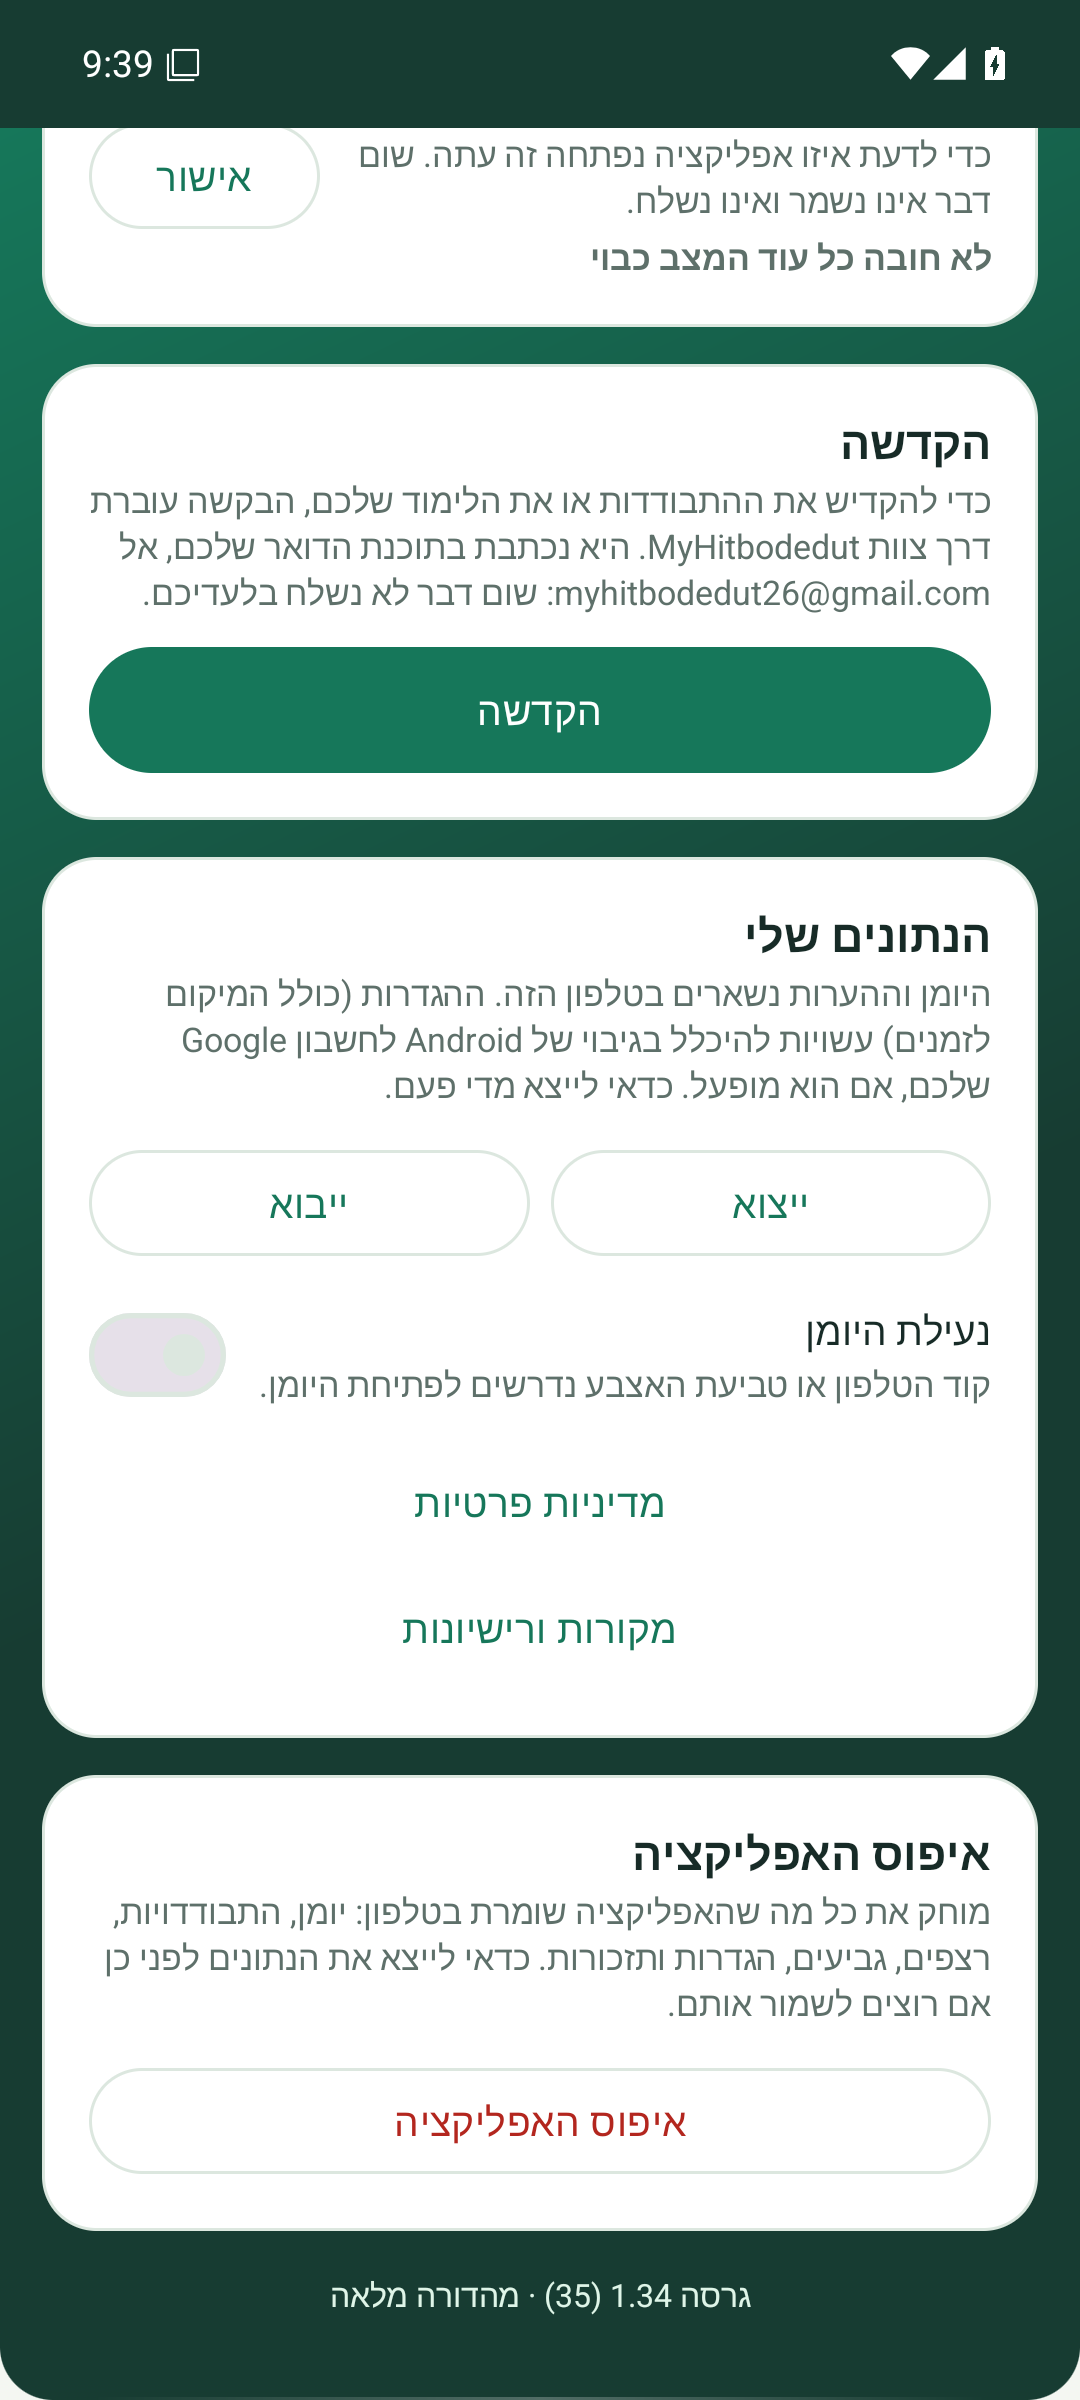 9:39
כדי לדעת איזו אפליקציה נפתחה זה עתה. שום
דבר אינו נשמר ואינו נשלח.
לא חובה כל עוד המצב כבוי
אישור
הקדשה
כדי להקדיש את ההתבודדות או את הלימוד שלכם, הבקשה עוברת
דרך צוות MyHitbodedut. היא נכתבת בתוכנת הדואר שלכם, אל
myhitbodedut26@gmail.com: שום דבר לא נשלח בלעדיכם.
הקדשה
הנתונים שלי
היומן וההערות נשארים בטלפון הזה. ההגדרות (כולל המיקום
לזמנים) עשויות להיכלל בגיבוי של Android לחשבון Google
שלכם, אם הוא מופעל. כדאי לייצא מדי פעם.
ייצוא
ייבוא
נעילת היומן
קוד הטלפון או טביעת האצבע נדרשים לפתיחת היומן.
מדיניות פרטיות
מקורות ורישיונות
איפוס האפליקציה
מוחק את כל מה שהאפליקציה שומרת בטלפון: יומן, התבודדויות,
רצפים, גביעים, הגדרות ותזכורות. כדאי לייצא את הנתונים לפני כן
אם רוצים לשמור אותם.
איפוס האפליקציה
גרסה 1.34 (35) · מהדורה מלאה